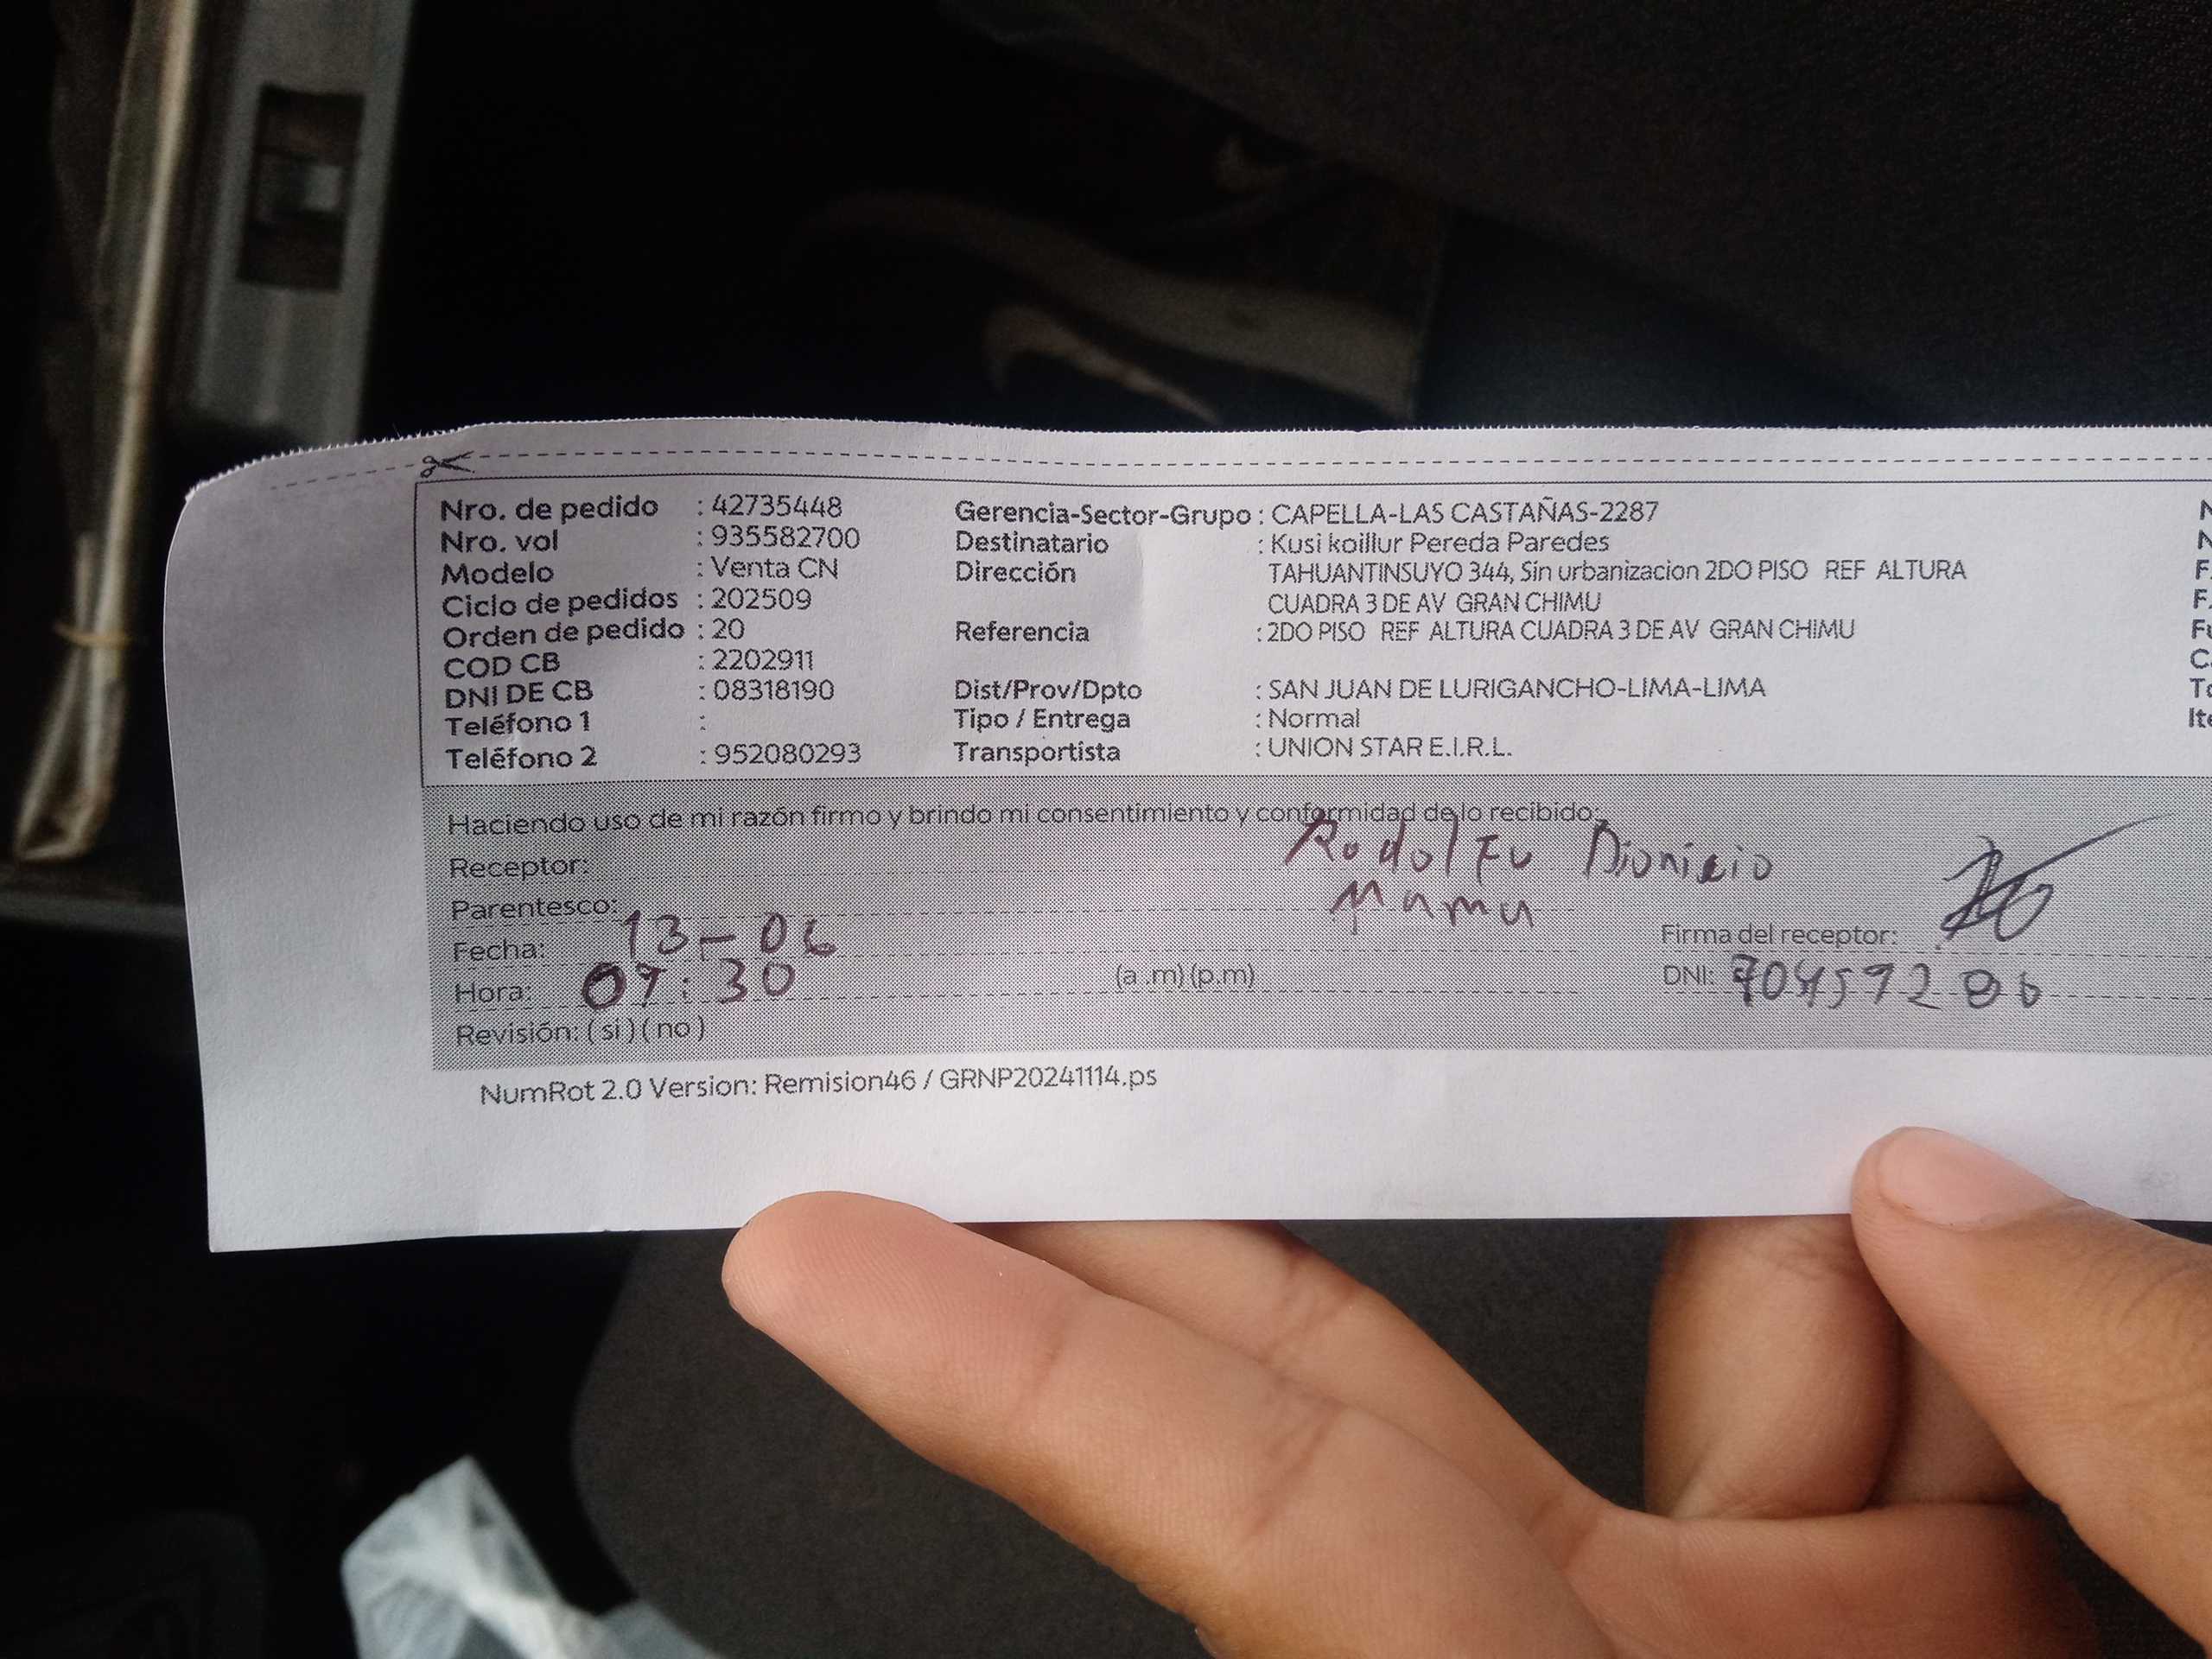 Nro. de pedido : 42735448 Gerencia-Sector-Grupo : CAPELLA-LAS CASTAÑAS-2287
Nro. vol : 935582700 Destinatario : Kusi koillur Pereda Paredes
Modelo : Venta CN Dirección TAHUANTINSUYO 344, Sin urbanizacion 2DO PISO REF ALTURA
Ciclo de pedidos : 202509 CUADRA 3 DE AV GRAN CHIMU
Orden de pedido : 20 Referencia : 2DO PISO REF ALTURA CUADRA 3 DE AV GRAN CHIMU
COD CB : 2202911
DNI DE CB : 08318190 Dist/Prov/Dpto : SAN JUAN DE LURIGANCHO-LIMA-LIMA
Teléfono 1 : Tipo / Entrega : Normal
Teléfono 2 : 952080293 Transportista : UNION STAR E.I.R.L.
Haciendo uso de mi razón firmo y brindo mi consentimiento y conformidad de lo recibido:
Receptor: Rodolfo Dionicio
Parentesco:
Fecha: 13-06 Firma del receptor:
Hora: 09:30 (a .m) (p.m) DNI:
Revisión: ( si ) ( no )
NumRot 2.0 Version: Remision46 / GRNP20241114.ps